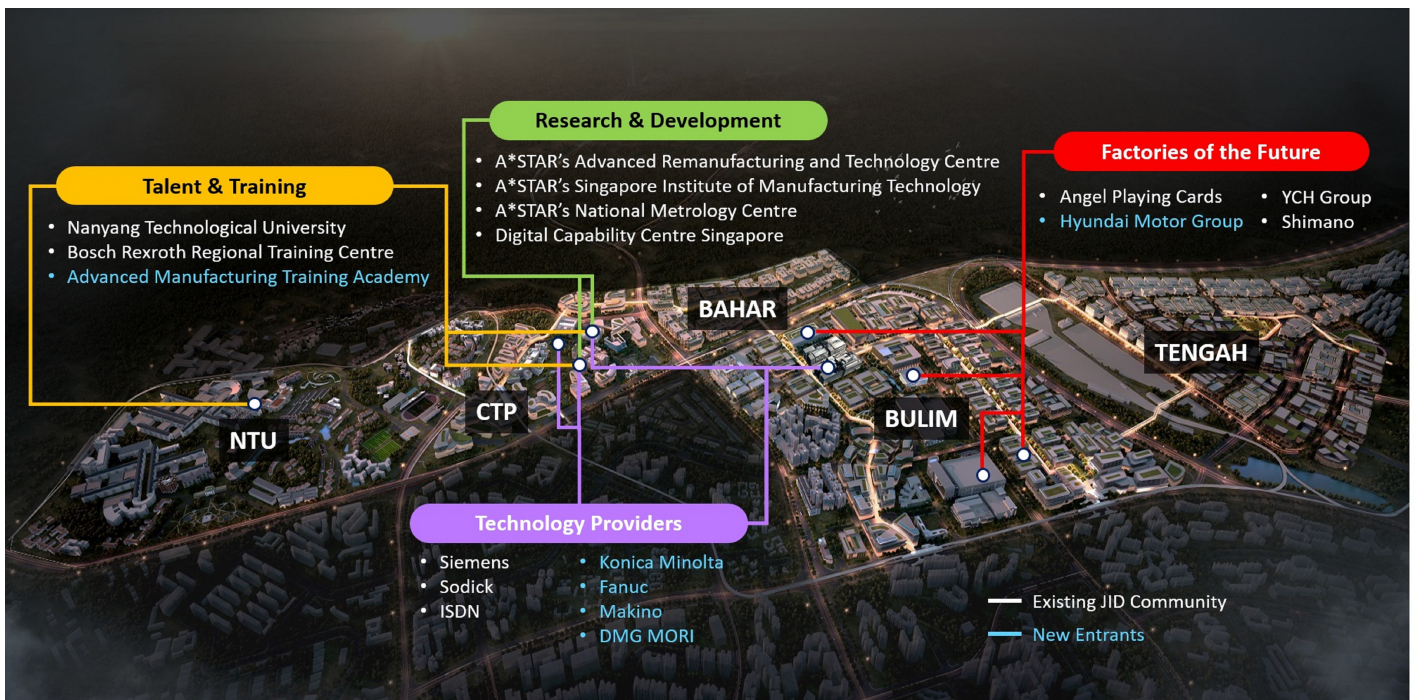 Research & Development
• A*STAR's Advanced Remanufacturing and Technology Centre
• A*STAR's Singapore Institute of Manufacturing Technology
• A*STAR's National Metrology Centre
• Digital Capability Centre Singapore
Factories of the Future
• Angel Playing Cards
• Hyundai Motor Group
• YCH Group
• Shimano
Talent & Training
• Nanyang Technological University
• Bosch Rexroth Regional Training Centre
• Advanced Manufacturing Training Academy
BAHAR
TENGAH
CTP
BULIM
NTU
Technology Providers
• Siemens
• Sodick
• ISDN
• Konica Minolta
• Fanuc
• Makino
• DMG MORI
Existing JID Community
New Entrants